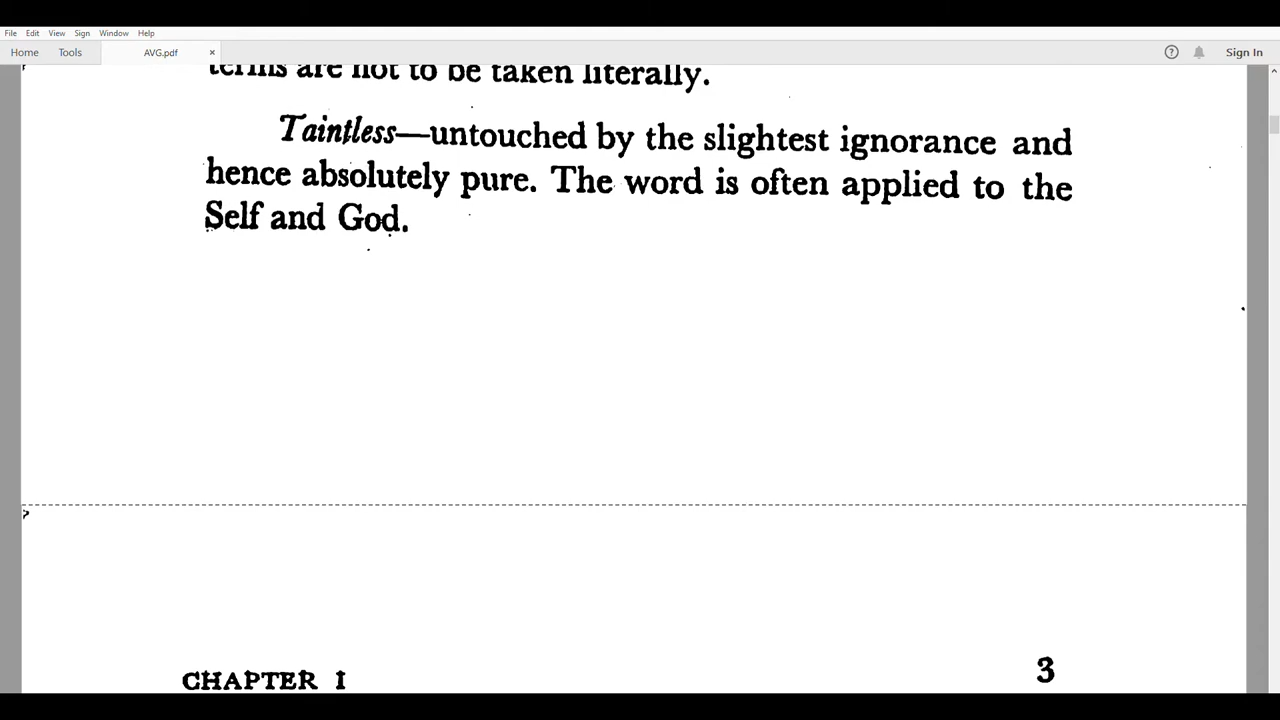 File Edit View Sign Window Help
Home Tools AVG.pdf × ? Sign In
terms are not to be taken literally.
Taintless—untouched by the slightest ignorance and
hence absolutely pure. The word is often applied to the
Self and God.
CHAPTER I 3